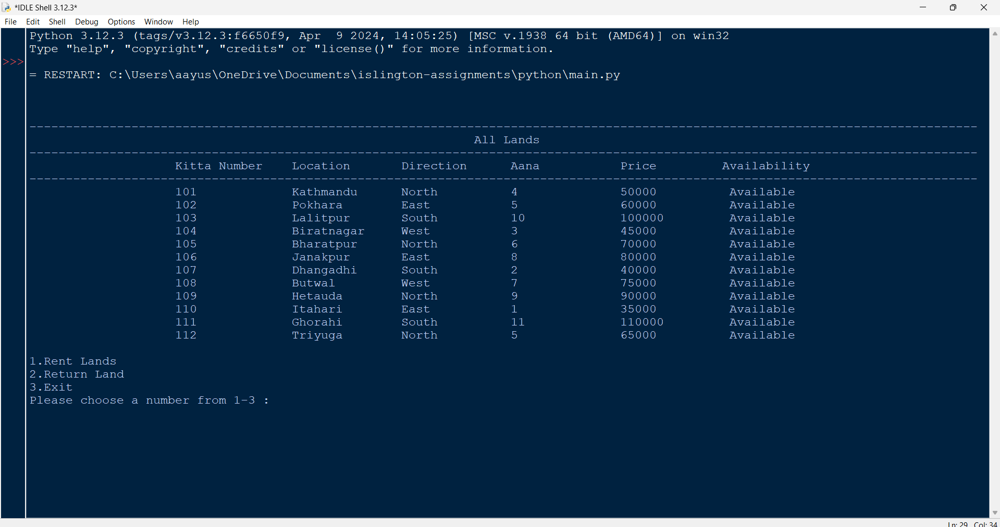 *IDLE Shell 3.12.3*
File Edit Shell Debug Options Window Help
Python 3.12.3 (tags/v3.12.3:f6650f9, Apr  9 2024, 14:05:25) [MSC v.1938 64 bit (AMD64)] on win32
Type "help", "copyright", "credits" or "license()" for more information.
>>>
= RESTART: C:\Users\aayus\OneDrive\Documents\islington-assignments\python\main.py
----------------------------------------------------------------------------------------------------------------------------------
All Lands
----------------------------------------------------------------------------------------------------------------------------------
Kitta Number Location Direction Aana Price Availability
----------------------------------------------------------------------------------------------------------------------------------
101 Kathmandu North 4 50000 Available
102 Pokhara East 5 60000 Available
103 Lalitpur South 10 100000 Available
104 Biratnagar West 3 45000 Available
105 Bharatpur North 6 70000 Available
106 Janakpur East 8 80000 Available
107 Dhangadhi South 2 40000 Available
108 Butwal West 7 75000 Available
109 Hetauda North 9 90000 Available
110 Itahari East 1 35000 Available
111 Ghorahi South 11 110000 Available
112 Triyuga North 5 65000 Available
1.Rent Lands
2.Return Land
3.Exit
Please choose a number from 1-3 :
Ln: 29 Col: 34